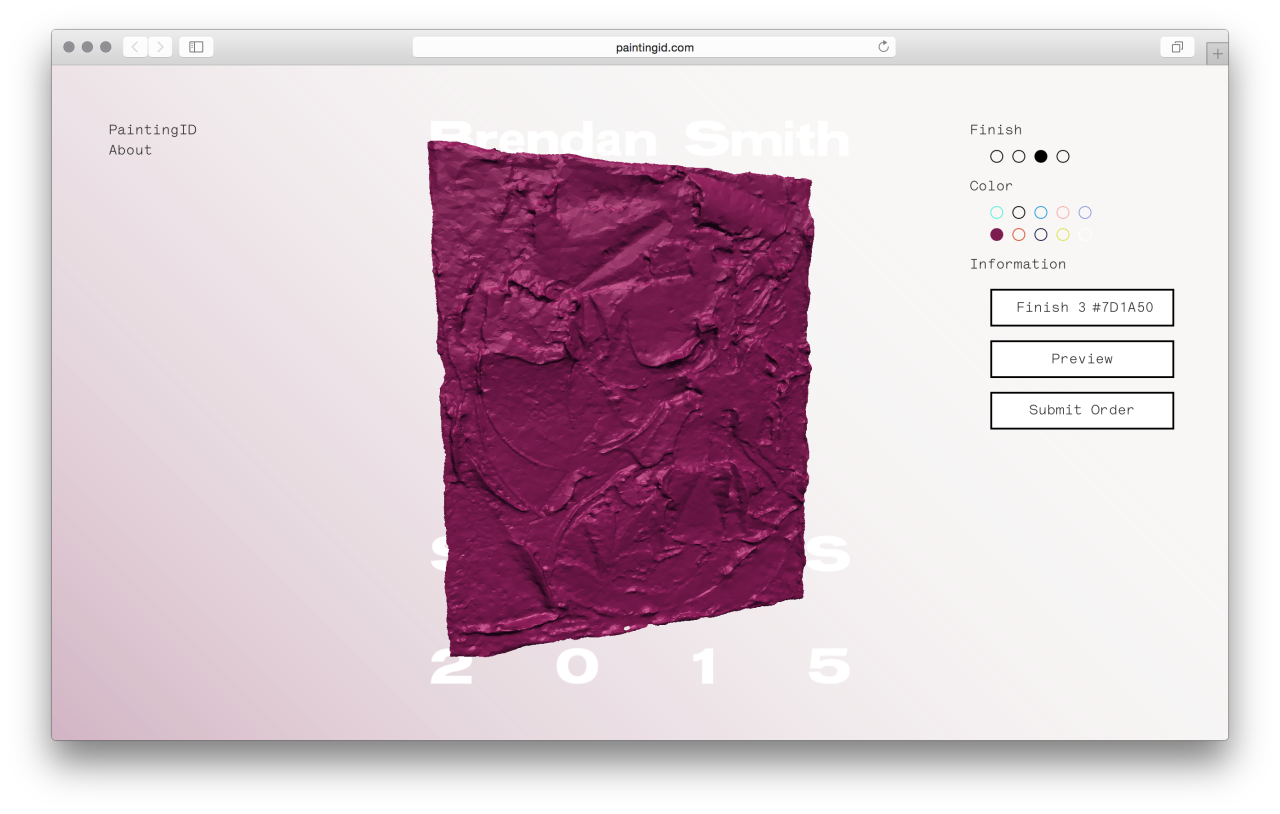 paintingid.com
PaintingID
About
Brendan Smith
2 0 1 5
Finish
Color
Information
Finish 3 #7D1A50
Preview
Submit Order